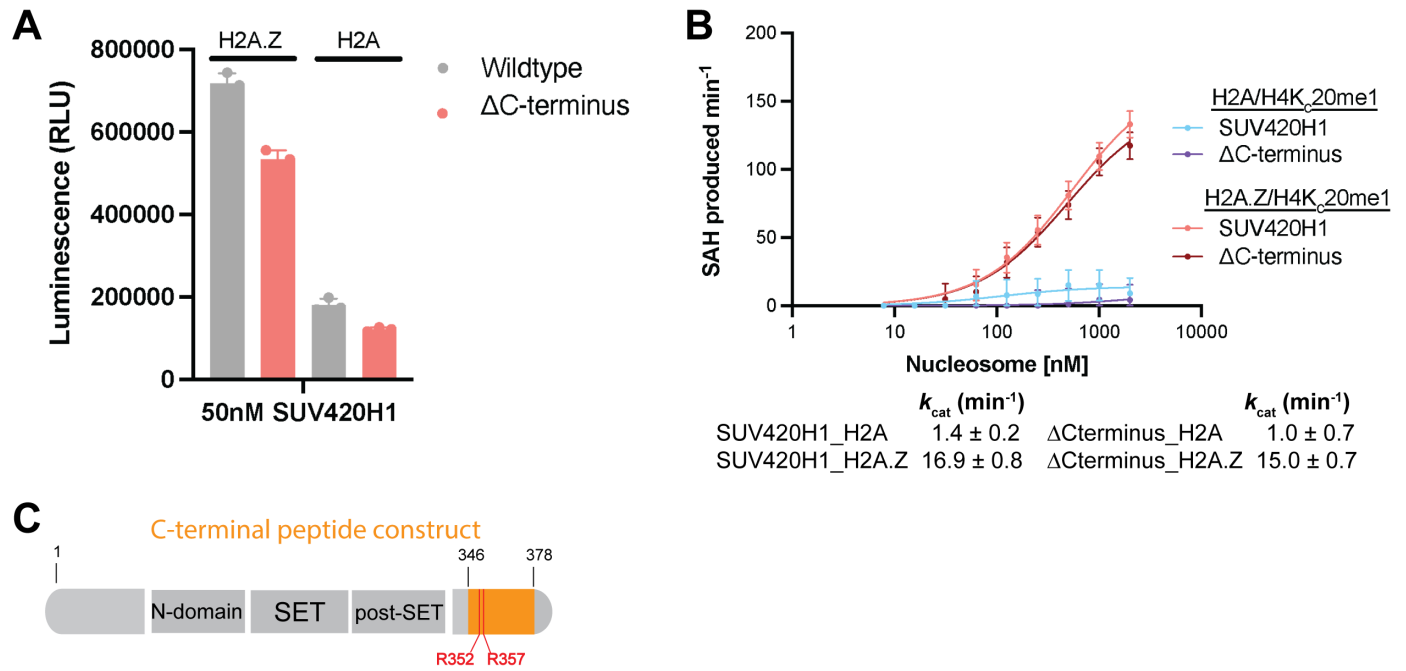 A
H2A.Z H2A
Wildtype
ΔC-terminus
Luminescence (RLU)
800000
600000
400000
200000
0
50nM SUV420H1
B
SAH produced min-1
200
150
100
50
0
1 10 100 1000 10000
Nucleosome [nM]
H2A/H4KC20me1
SUV420H1
ΔC-terminus
H2A.Z/H4KC20me1
SUV420H1
ΔC-terminus
kcat (min-1) kcat (min-1)
SUV420H1_H2A 1.4 ± 0.2 ΔCterminus_H2A 1.0 ± 0.7
SUV420H1_H2A.Z 16.9 ± 0.8 ΔCterminus_H2A.Z 15.0 ± 0.7
C
C-terminal peptide construct
1 346 378
N-domain SET post-SET
R352 R357